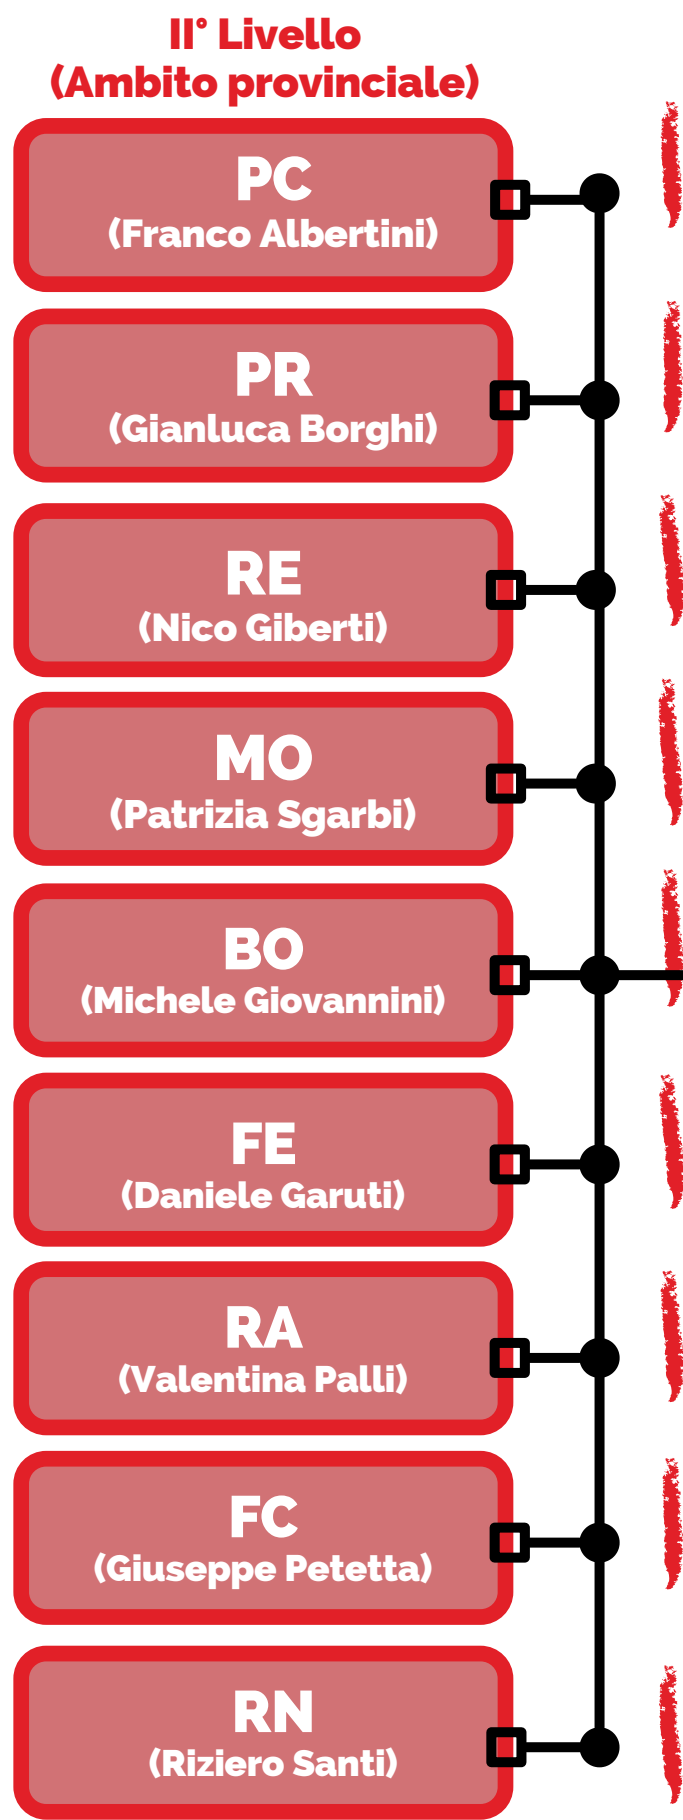 II° Livello
(Ambito provinciale)
PC
(Franco Albertini)
PR
(Gianluca Borghi)
RE
(Nico Giberti)
MO
(Patrizia Sgarbi)
BO
(Michele Giovannini)
FE
(Daniele Garuti)
RA
(Valentina Palli)
FC
(Giuseppe Petetta)
RN
(Riziero Santi)